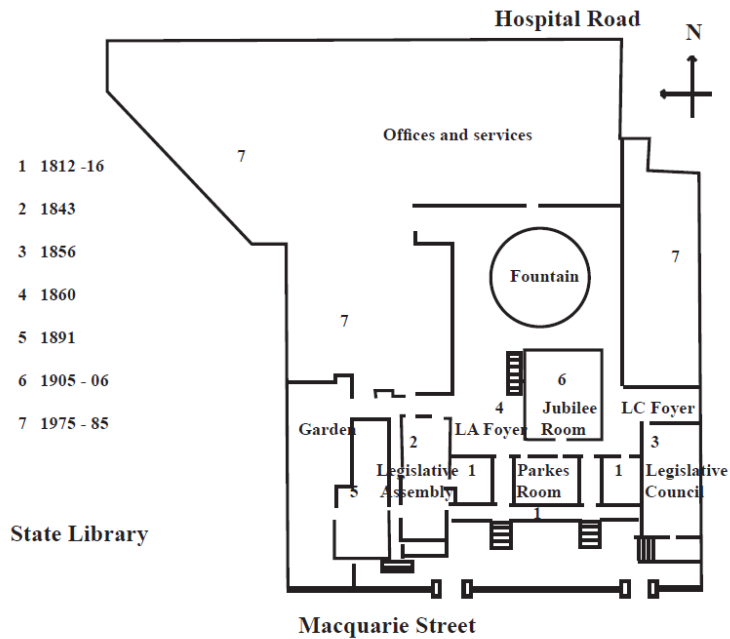 Hospital Road
N
Offices and services
7
1 1812 -16
2 1843
3 1856
4 1860
5 1891
6 1905 - 06
7 1975 - 85
7
Fountain
7
6
4 Jubilee LC Foyer
Garden LA Foyer Room
2 3
Legislative 1 Parkes 1 Legislative
5 Assembly Room Council
1
State Library
Macquarie Street